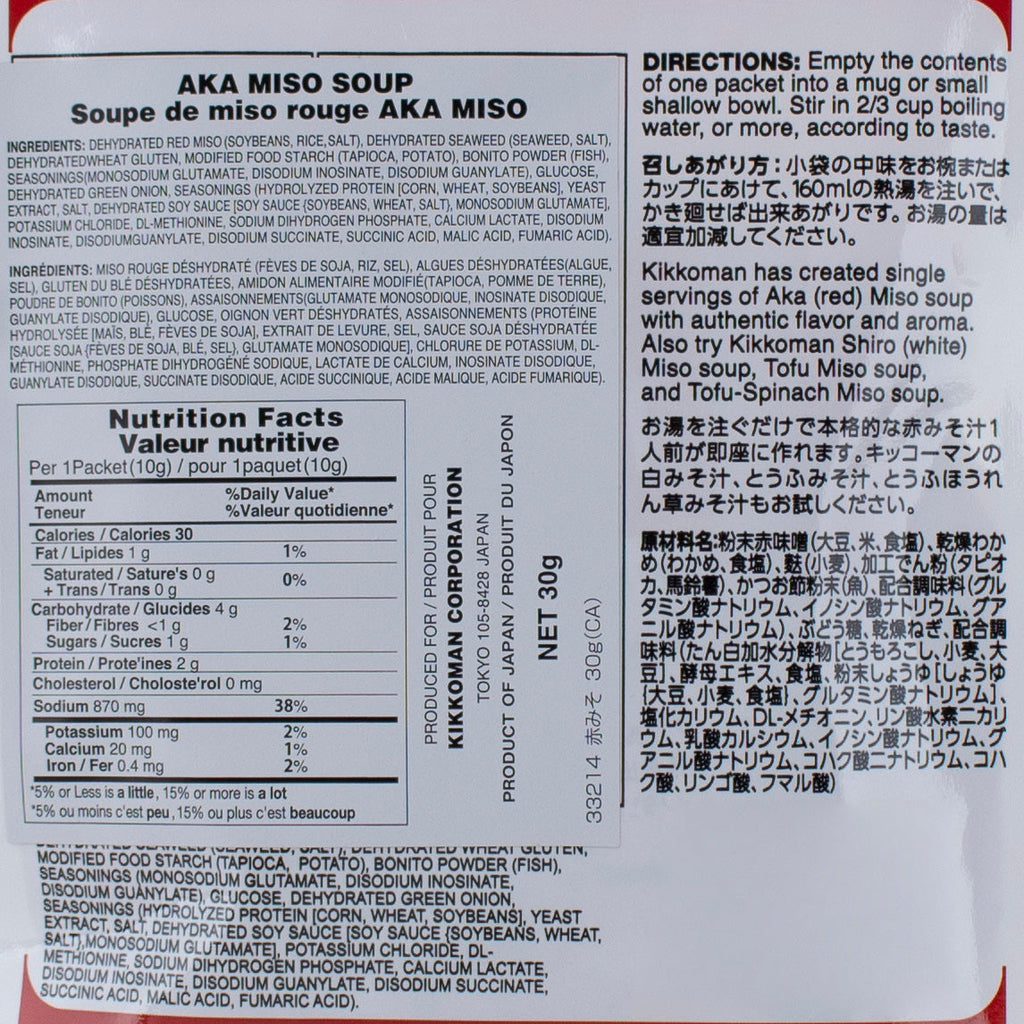 AKA MISO SOUP
Soupe de miso rouge AKA MISO
INGREDIENTS: DEHYDRATED RED MISO (SOYBEANS, RICE, SALT), DEHYDRATED SEAWEED (SEAWEED, SALT),
DEHYDRATEDWHEAT GLUTEN, MODIFIED FOOD STARCH (TAPIOCA, POTATO), BONITO POWDER (FISH),
SEASONINGS(MONOSODIUM GLUTAMATE, DISODIUM INOSINATE, DISODIUM GUANYLATE), GLUCOSE,
DEHYDRATED GREEN ONION, SEASONINGS (HYDROLYZED PROTEIN [CORN, WHEAT, SOYBEANS], YEAST
EXTRACT, SALT, DEHYDRATED SOY SAUCE [SOY SAUCE {SOYBEANS, WHEAT, SALT}, MONOSODIUM GLUTAMATE],
POTASSIUM CHLORIDE, DL-METHIONINE, SODIUM DIHYDROGEN PHOSPHATE, CALCIUM LACTATE, DISODIUM
INOSINATE, DISODIUMGUANYLATE, DISODIUM SUCCINATE, SUCCINIC ACID, MALIC ACID, FUMARIC ACID).
INGRÉDIENTS: MISO ROUGE DÉSHYDRATÉ (FÈVES DE SOJA, RIZ, SEL), ALGUES DÉSHYDRATÉES(ALGUE,
SEL), GLUTEN DU BLÉ DÉSHYDRATÉES, AMIDON ALIMENTAIRE MODIFIÉ(TAPIOCA, POMME DE TERRE),
POUDRE DE BONITO (POISSONS), ASSAISONNEMENTS(GLUTAMATE MONOSODIQUE, INOSINATE DISODIQUE,
GUANYLATE DISODIQUE), GLUCOSE, OIGNON VERT DÉSHYDRATÉS, ASSAISONNEMENTS (PROTÉINE
HYDROLYSÉE [MAÏS, BLÉ, FÈVES DE SOJA], EXTRAIT DE LEVURE, SEL, SAUCE SOJA DÉSHYDRATÉE
[SAUCE SOJA {FÈVES DE SOJA, BLÉ, SEL}, GLUTAMATE MONOSODIQUE], CHLORURE DE POTASSIUM, DL-
MÉTHIONINE, PHOSPHATE DIHYDROGÉNÉ SODIQUE, LACTATE DE CALCIUM, INOSINATE DISODIQUE,
GUANYLATE DISODIQUE, SUCCINATE DISODIQUE, ACIDE SUCCINIQUE, ACIDE MALIQUE, ACIDE FUMARIQUE).
Nutrition Facts
Valeur nutritive
Per 1Packet(10g) / pour 1paquet(10g)
Amount %Daily Value*
Teneur %Valeur quotidienne*
Calories / Calories 30
Fat / Lipides 1 g 1%
Saturated / Sature's 0 g
+ Trans / Trans 0 g 0%
Carbohydrate / Glucides 4 g
Fiber / Fibres <1 g 2%
Sugars / Sucres 1 g 1%
Protein / Prote'ines 2 g
Cholesterol / Choloste'rol 0 mg
Sodium 870 mg 38%
Potassium 100 mg 2%
Calcium 20 mg 1%
Iron / Fer 0.4 mg 2%
*5% or Less is a little, 15% or more is a lot
*5% ou moins c'est peu, 15% ou plus c'est beaucoup
PRODUCED FOR / PRODUIT POUR
KIKKOMAN CORPORATION
TOKYO 105-8428 JAPAN
PRODUCT OF JAPAN / PRODUIT DU JAPON
NET 30g
33214 赤みそ 30g(CA)
DEHYDRATED SEAWEED (SEAWEED, SALT), DEHYDRATED WHEAT GLUTEN,
MODIFIED FOOD STARCH (TAPIOCA, POTATO), BONITO POWDER (FISH),
SEASONINGS (MONOSODIUM GLUTAMATE, DISODIUM INOSINATE,
DISODIUM GUANYLATE), GLUCOSE, DEHYDRATED GREEN ONION,
SEASONINGS (HYDROLYZED PROTEIN [CORN, WHEAT, SOYBEANS], YEAST
EXTRACT, SALT, DEHYDRATED SOY SAUCE [SOY SAUCE {SOYBEANS, WHEAT,
SALT},MONOSODIUM GLUTAMATE], POTASSIUM CHLORIDE, DL-
METHIONINE, SODIUM DIHYDROGEN PHOSPHATE, CALCIUM LACTATE,
DISODIUM INOSINATE, DISODIUM GUANYLATE, DISODIUM SUCCINATE,
SUCCINIC ACID, MALIC ACID, FUMARIC ACID).
DIRECTIONS: Empty the contents
of one packet into a mug or small
shallow bowl. Stir in 2/3 cup boiling
water, or more, according to taste.
召しあがり方：小袋の中味をお椀または
カップにあけて、160mlの熱湯を注いで、
かき廻せば出来あがりです。お湯の量は
適宜加減してください。
Kikkoman has created single
servings of Aka (red) Miso soup
with authentic flavor and aroma.
Also try Kikkoman Shiro (white)
Miso soup, Tofu Miso soup,
and Tofu-Spinach Miso soup.
お湯を注ぐだけで本格的な赤みそ汁1
人前が即座に作れます。キッコーマンの
白みそ汁、とうふみそ汁、とうふほうれ
ん草みそ汁もお試しください。
原材料名:粉末赤味噌(大豆、米、食塩)、乾燥わか
め(わかめ、食塩)、麩(小麦)、加工でん粉(タピオ
カ、馬鈴薯)、かつお節粉末(魚)、配合調味料(グル
タミン酸ナトリウム、イノシン酸ナトリウム、グア
ニル酸ナトリウム)、ぶどう糖、乾燥ねぎ、配合調
味料(たん白加水分解物[とうもろこし、小麦、大
豆]、酵母エキス、食塩、粉末しょうゆ[しょうゆ
{大豆、小麦、食塩}、グルタミン酸ナトリウム]、
塩化カリウム、DL-メチオニン、リン酸水素二カリ
ウム、乳酸カルシウム、イノシン酸ナトリウム、グ
アニル酸ナトリウム、コハク酸二ナトリウム、コハ
ク酸、リンゴ酸、フマル酸)